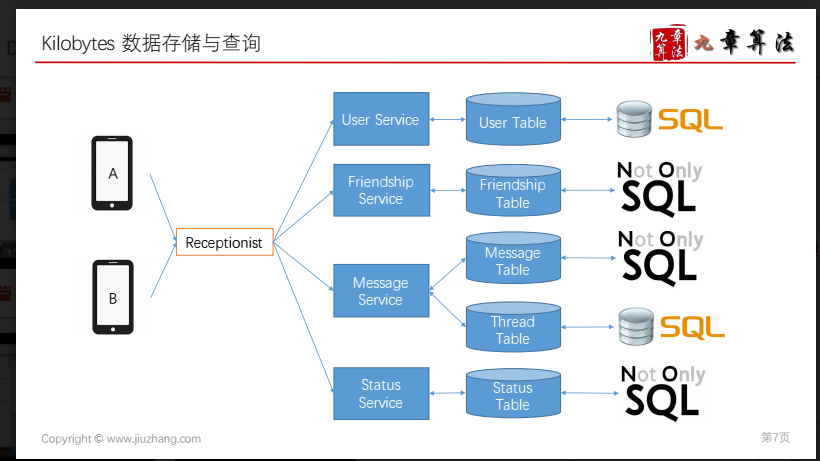 Kilobytes 数据存储与查询
九章
算法
九章算法
A
B
Receptionist
User Service
User Table
SQL
Friendship
Service
Friendship
Table
Not Only
SQL
Message
Service
Message
Table
Not Only
SQL
Thread
Table
SQL
Status
Service
Status
Table
Not Only
SQL
Copyright © www.jiuzhang.com
第7页